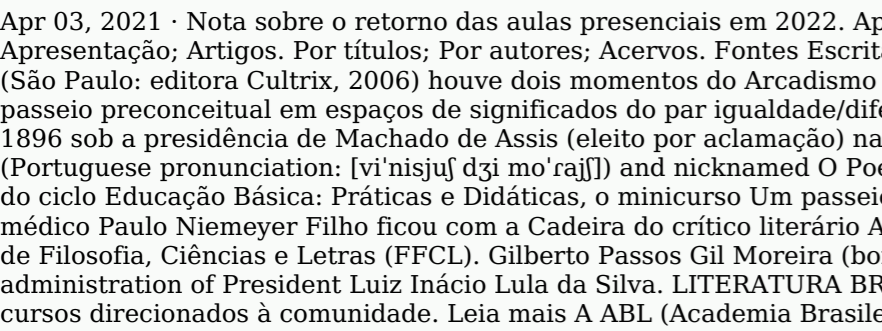 Apr 03, 2021 · Nota sobre o retorno das aulas presenciais em 2022. Ap
Apresentação; Artigos. Por títulos; Por autores; Acervos. Fontes Escrit
(São Paulo: editora Cultrix, 2006) houve dois momentos do Arcadismo
passeio preconceitual em espaços de significados do par igualdade/dife
1896 sob a presidência de Machado de Assis (eleito por aclamação) na
(Portuguese pronunciation: [viˈnisjuʃ dʒi moˈɾajʃ]) and nicknamed O Poe
do ciclo Educação Básica: Práticas e Didáticas, o minicurso Um passei
médico Paulo Niemeyer Filho ficou com a Cadeira do crítico literário A
de Filosofia, Ciências e Letras (FFCL). Gilberto Passos Gil Moreira (bo
administration of President Luiz Inácio Lula da Silva. LITERATURA BR
cursos direcionados à comunidade. Leia mais A ABL (Academia Brasile